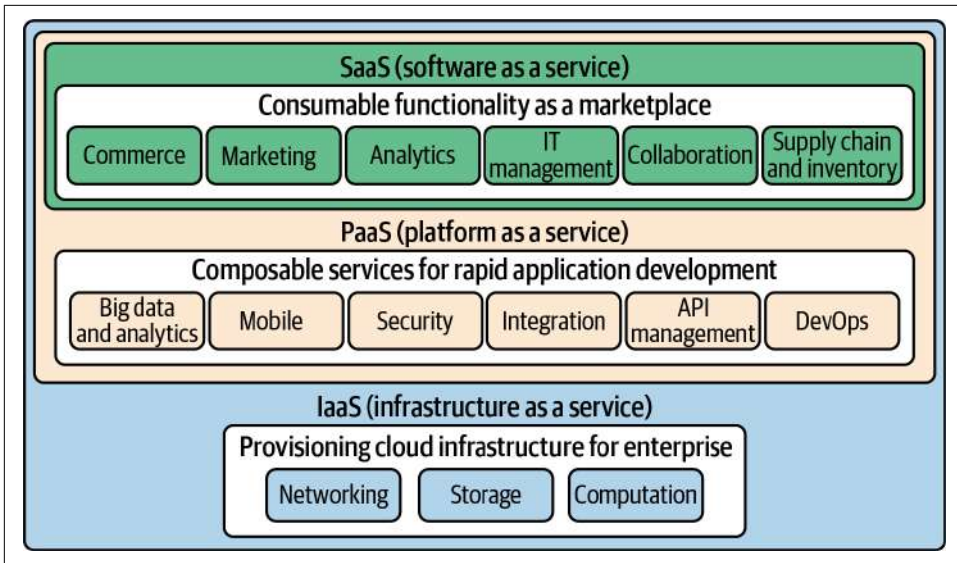 SaaS (software as a service)
Consumable functionality as a marketplace
Commerce
Marketing
Analytics
IT
management
Collaboration
Supply chain
and inventory
PaaS (platform as a service)
Composable services for rapid application development
Big data
and analytics
Mobile
Security
Integration
API
management
DevOps
IaaS (infrastructure as a service)
Provisioning cloud infrastructure for enterprise
Networking
Storage
Computation